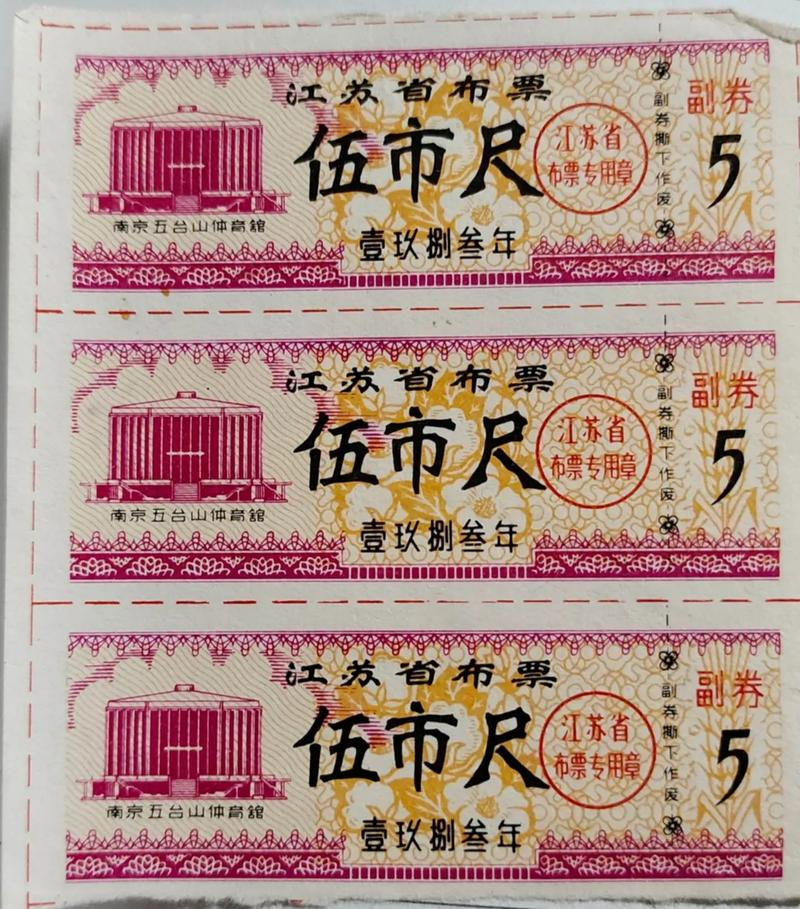 江苏省布票
伍市尺
壹玖捌叁年
南京五台山体育館
江苏省
布票专用章
副券撕下作废
副券
5
江苏省布票
伍市尺
壹玖捌叁年
南京五台山体育館
江苏省
布票专用章
副券撕下作废
副券
5
江苏省布票
伍市尺
壹玖捌叁年
南京五台山体育館
江苏省
布票专用章
副券撕下作废
副券
5